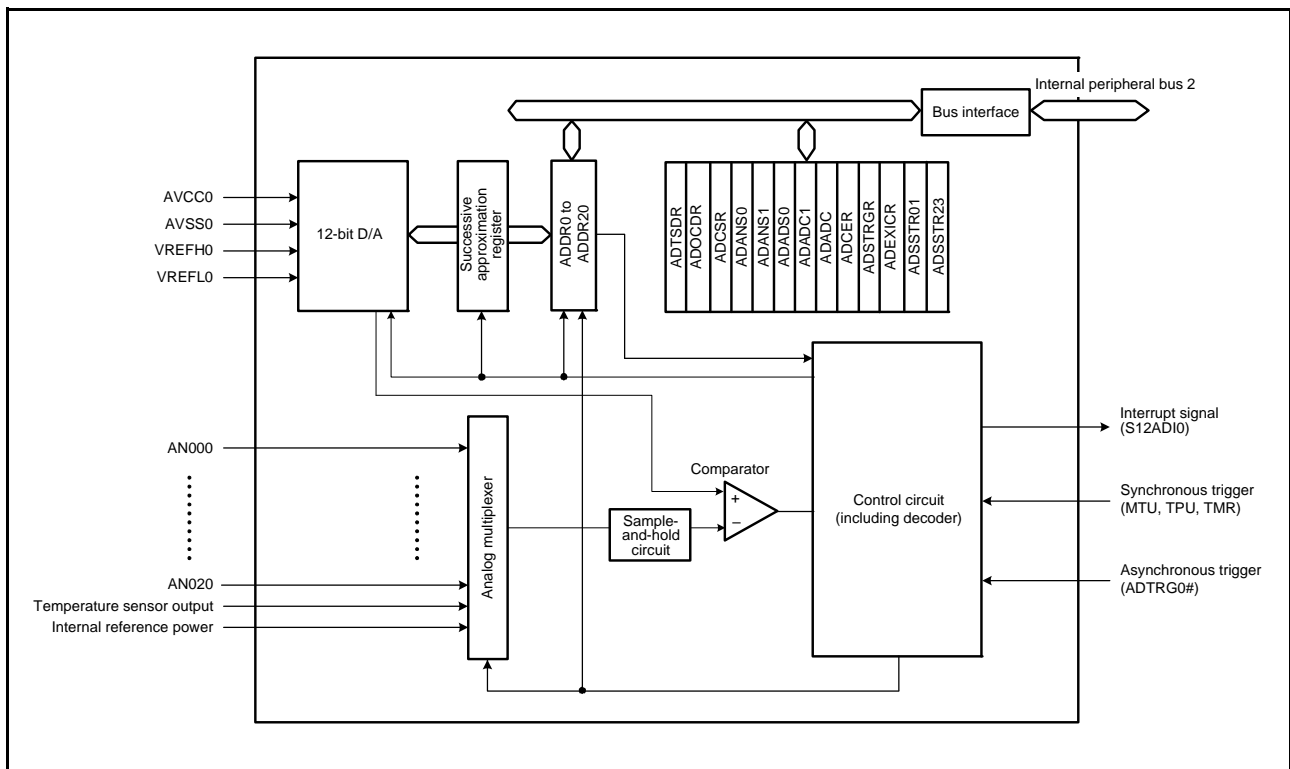 Internal peripheral bus 2
Bus interface
AVCC0
AVSS0
VREFH0
VREFL0
12-bit D/A
Successive
approximation
register
ADDR0 to
ADDR20
ADTSDR
ADOCDR
ADCSR
ADANS0
ADANS1
ADADS0
ADADC1
ADADC
ADCER
ADSTRGR
ADEXICR
ADSSTR01
ADSSTR23
AN000
AN020
Temperature sensor output
Internal reference power
Analog multiplexer
Sample-
and-hold
circuit
Comparator
+
−
Control circuit
(including decoder)
Interrupt signal
(S12ADI0)
Synchronous trigger
(MTU, TPU, TMR)
Asynchronous trigger
(ADTRG0#)